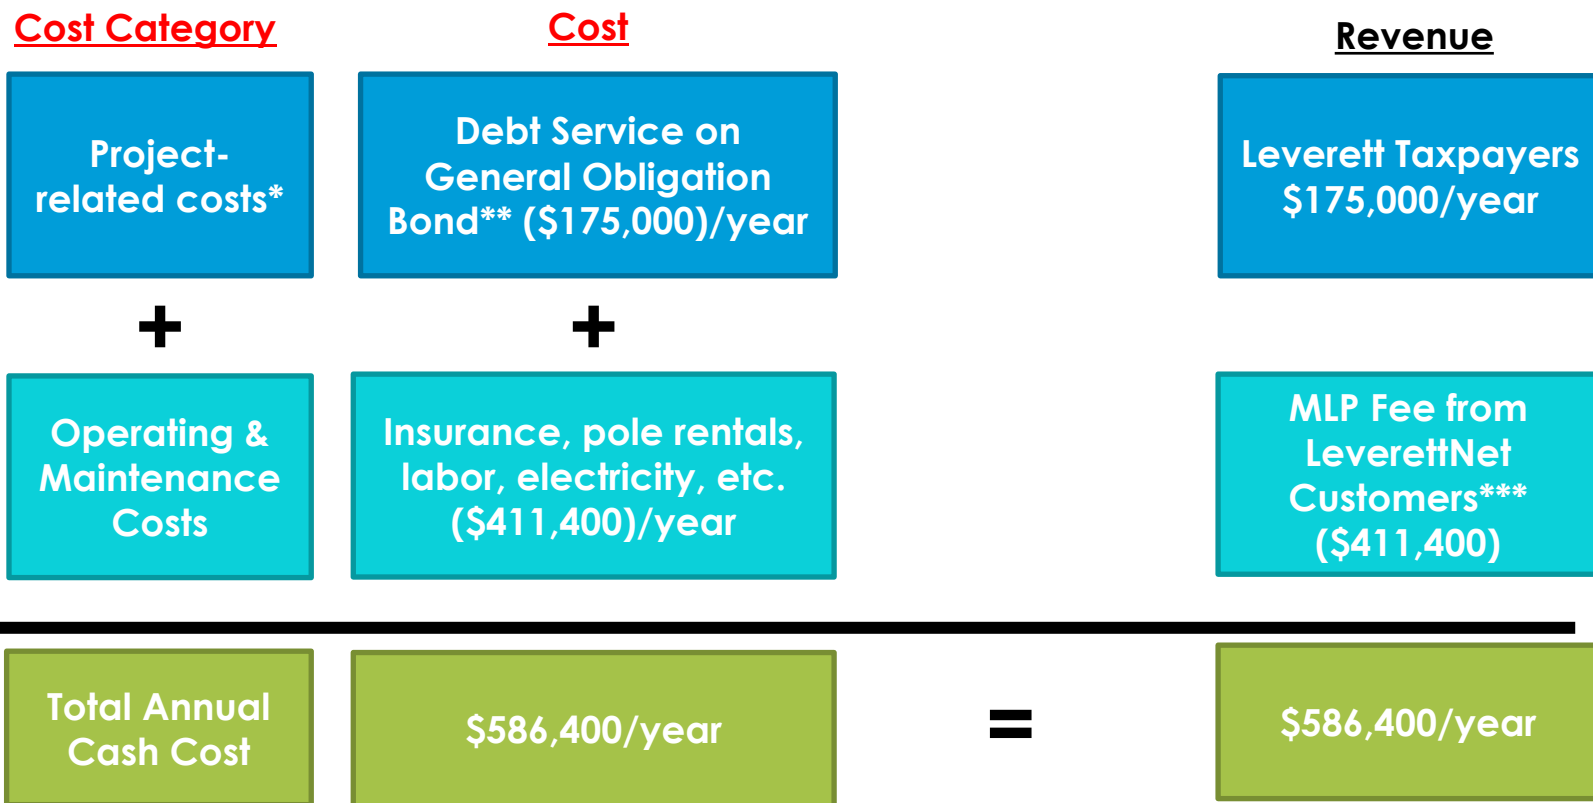 Cost Category
Cost
Revenue
Project-
related costs*
Debt Service on
General Obligation
Bond** ($175,000)/year
Leverett Taxpayers
$175,000/year
+
+
Operating &
Maintenance
Costs
Insurance, pole rentals,
labor, electricity, etc.
($411,400)/year
MLP Fee from
LeverettNet
Customers***
($411,400)
Total Annual
Cash Cost
$586,400/year
=
$586,400/year